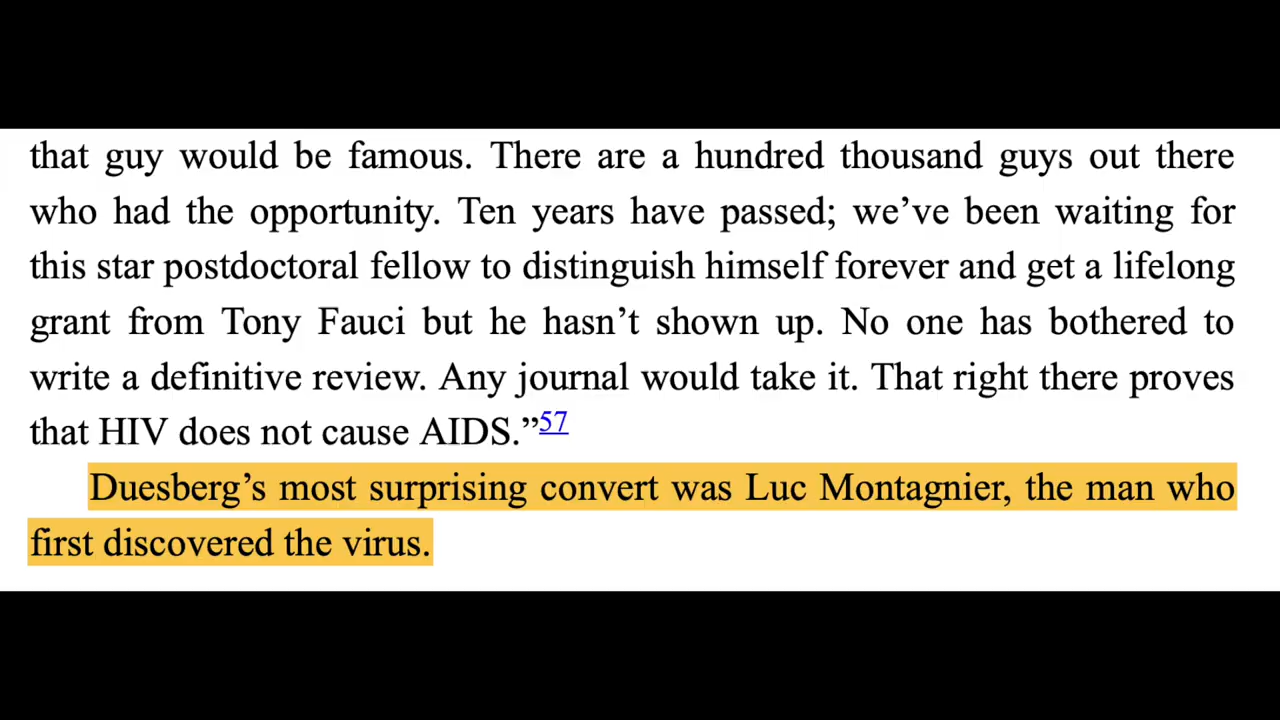 that guy would be famous. There are a hundred thousand guys out there
who had the opportunity. Ten years have passed; we’ve been waiting for
this star postdoctoral fellow to distinguish himself forever and get a lifelong
grant from Tony Fauci but he hasn’t shown up. No one has bothered to
write a definitive review. Any journal would take it. That right there proves
that HIV does not cause AIDS.”57
Duesberg’s most surprising convert was Luc Montagnier, the man who
first discovered the virus.